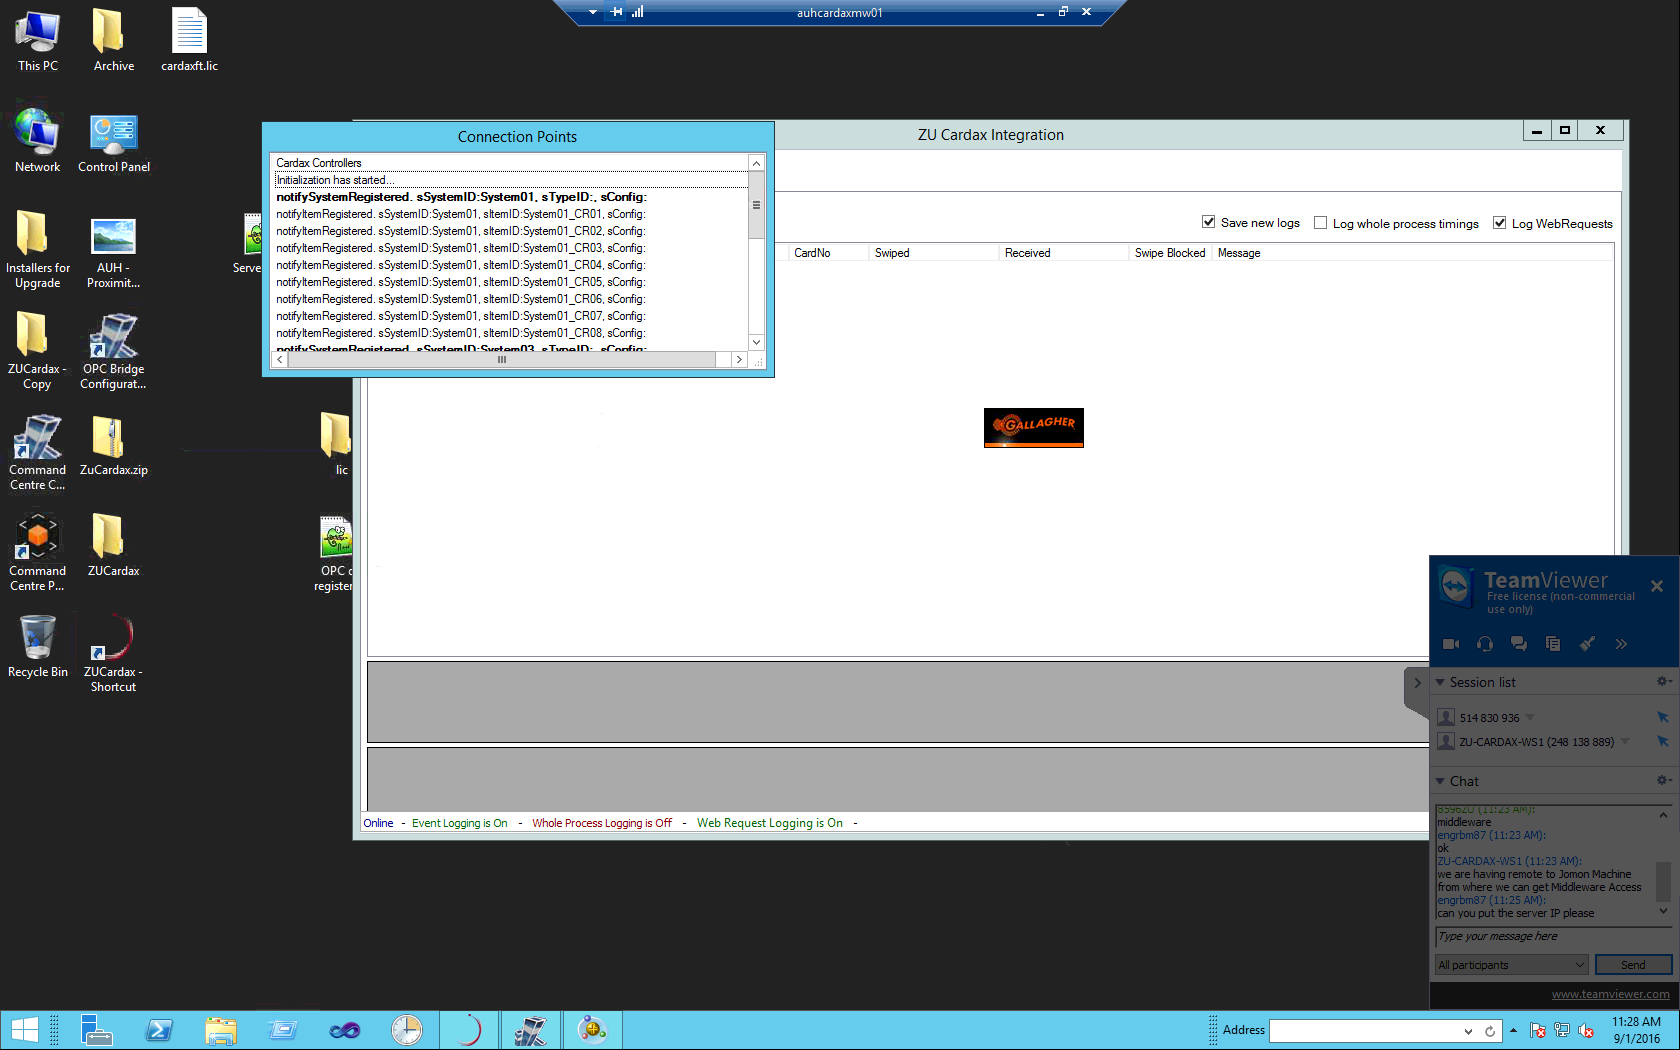 auhcardaxmw01
This PC
Archive
cardaxft.lic
Network
Control Panel
Installers for
Upgrade
AUH -
Proximit...
Serve
ZUCardax -
Copy
OPC Bridge
Configurat...
Command
Centre C...
ZuCardax.zip
lic
Command
Centre P...
ZUCardax
OPC c
register
Recycle Bin
ZUCardax -
Shortcut
Connection Points
Cardax Controllers
Initialization has started...
notifySystemRegistered. sSystemID:System01, sTypeID:, sConfig:
notifyItemRegistered. sSystemID:System01, sItemID:System01_CR01, sConfig:
notifyItemRegistered. sSystemID:System01, sItemID:System01_CR02, sConfig:
notifyItemRegistered. sSystemID:System01, sItemID:System01_CR03, sConfig:
notifyItemRegistered. sSystemID:System01, sItemID:System01_CR04, sConfig:
notifyItemRegistered. sSystemID:System01, sItemID:System01_CR05, sConfig:
notifyItemRegistered. sSystemID:System01, sItemID:System01_CR06, sConfig:
notifyItemRegistered. sSystemID:System01, sItemID:System01_CR07, sConfig:
notifyItemRegistered. sSystemID:System01, sItemID:System01_CR08, sConfig:
notifySystemRegistered. sSystemID:System03, sTypeID:, sConfig:
ZU Cardax Integration
Save new logs
Log whole process timings
Log WebRequests
CardNo Swiped Received Swipe Blocked Message
GALLAGHER
Online - Event Logging is On - Whole Process Logging is Off - Web Request Logging is On -
TeamViewer
Free license (non-commercial
use only)
Session list
514 830 936
ZU-CARDAX-WS1 (248 138 889)
Chat
B5962U (11:23 AM):
middleware
engrbm87 (11:23 AM):
ok
ZU-CARDAX-WS1 (11:23 AM):
we are having remote to Jomon Machine
from where we can get Middleware Access
engrbm87 (11:25 AM):
can you put the server IP please
Type your message here
All participants
Send
www.teamviewer.com
Address
11:28 AM
9/1/2016